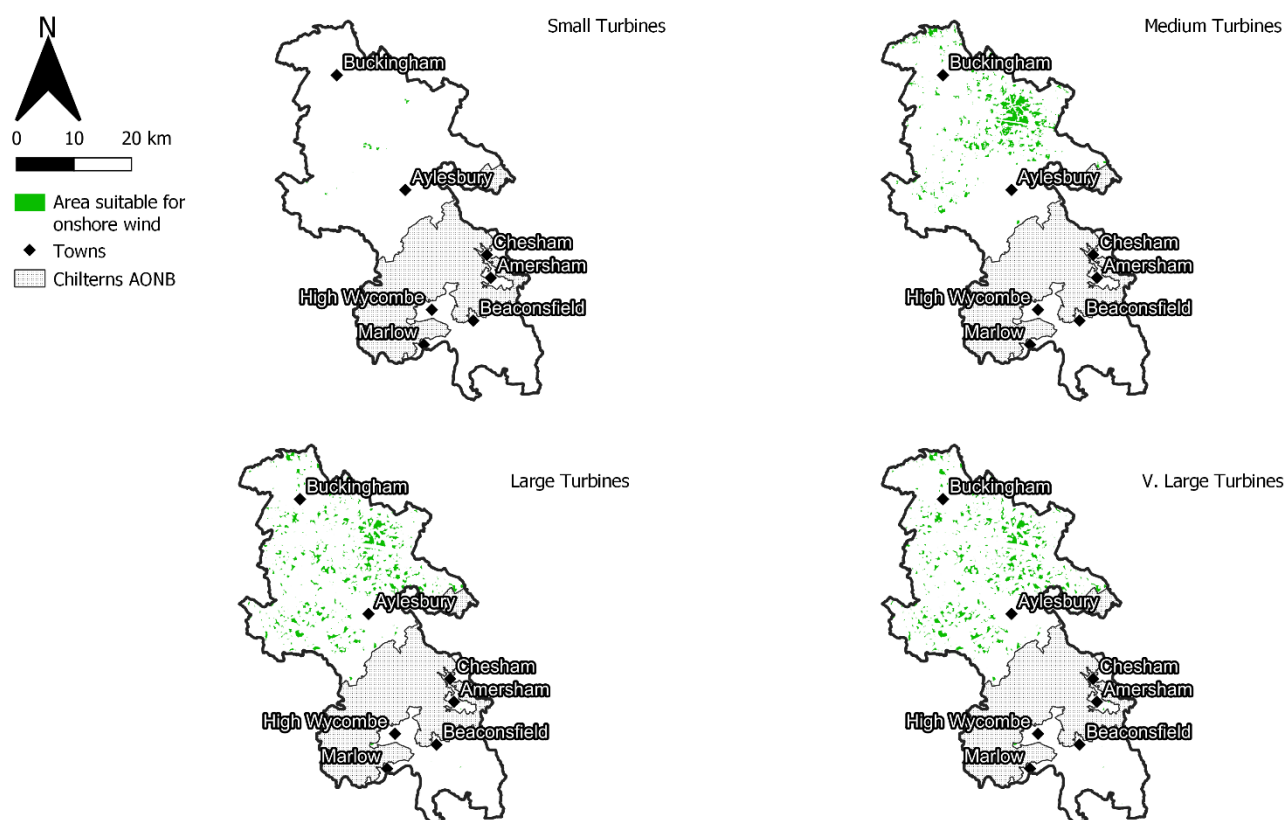 N
0 10 20 km
Area suitable for
onshore wind
Towns
Chilterns AONB
Small Turbines
Buckingham
Aylesbury
Chesham
Amersham
High Wycombe
Beaconsfield
Marlow
Medium Turbines
Buckingham
Aylesbury
Chesham
Amersham
High Wycombe
Beaconsfield
Marlow
Large Turbines
Buckingham
Aylesbury
Chesham
Amersham
High Wycombe
Beaconsfield
Marlow
V. Large Turbines
Buckingham
Aylesbury
Chesham
Amersham
High Wycombe
Beaconsfield
Marlow